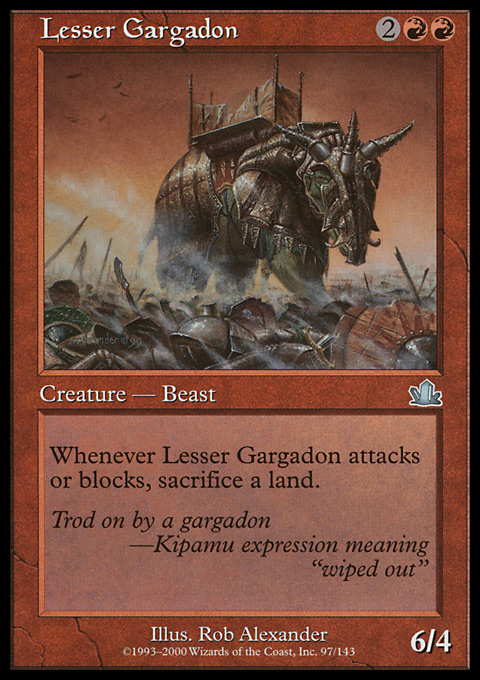 Lesser Gargadon 2
Creature — Beast
Whenever Lesser Gargadon attacks
or blocks, sacrifice a land.
Trod on by a gargadon
—Kipamu expression meaning
“wiped out”
Illus. Rob Alexander
6/4
©1993–2000 Wizards of the Coast, Inc. 97/143